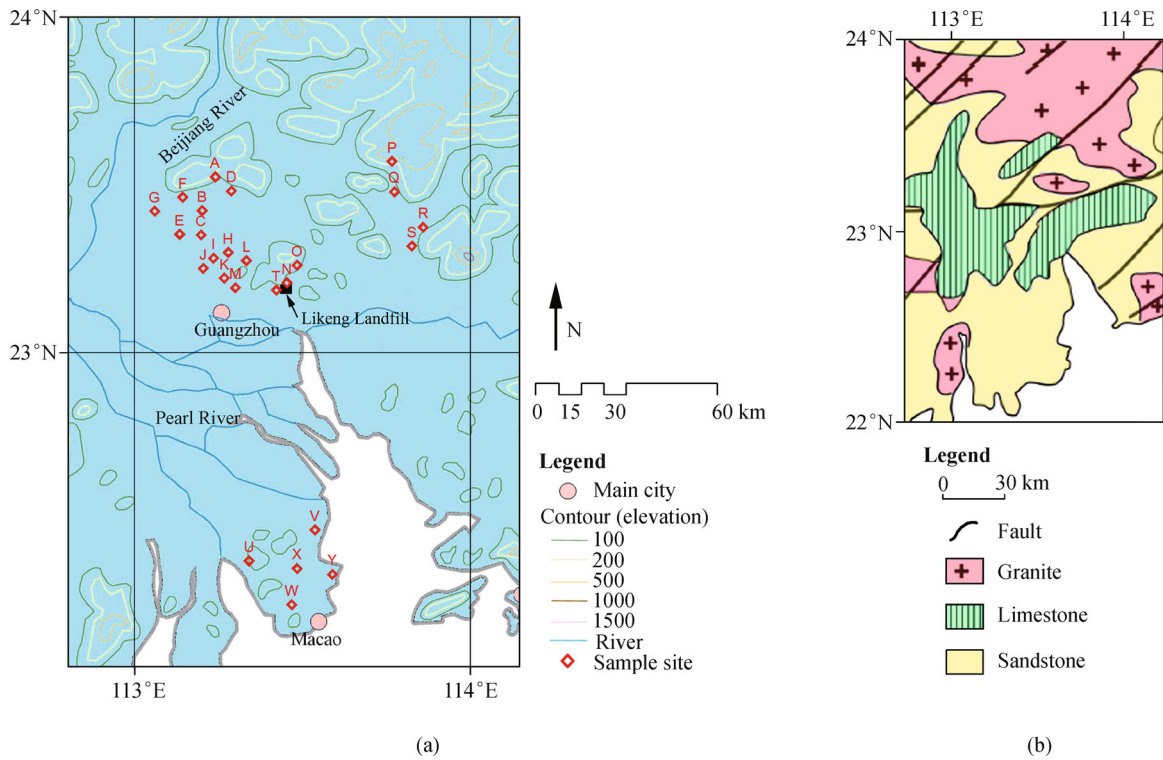 24°N
Beijiang River
A
D
F
G
B
E
C
H
I
J
L
K
M
O
N
T
P
Q
R
S
Guangzhou
Likeng Landfill
23°N
Pearl River
V
U
X
Y
W
Macao
113°E
114°E
(a)
N
0 15 30 60 km
Legend
Main city
Contour (elevation)
100
200
500
1000
1500
River
Sample site
113°E
114°E
24°N
23°N
22°N
Legend
0 30 km
Fault
Granite
Limestone
Sandstone
(b)